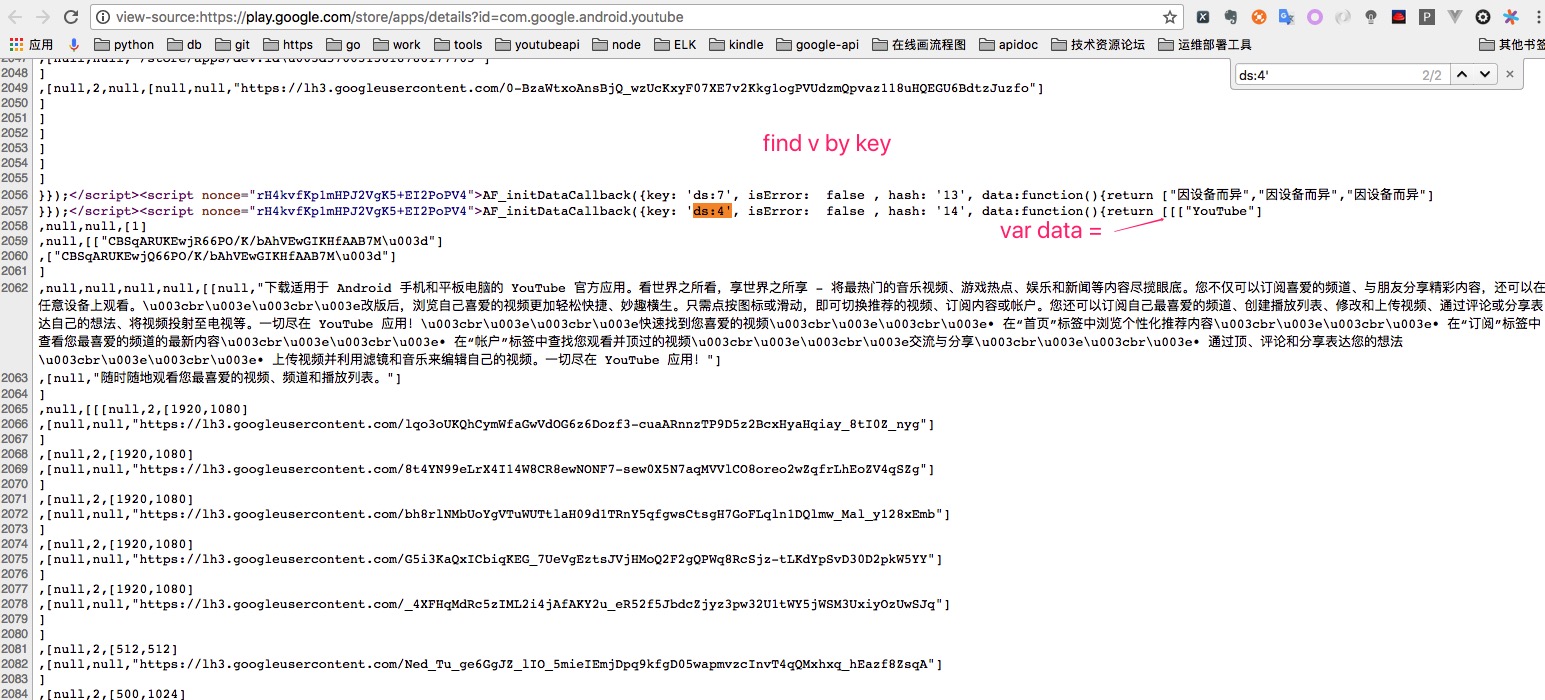 view-source:https://play.google.com/store/apps/details?id=com.google.android.youtube
应用 python db git https go work tools youtubeapi node ELK kindle google-api 在线画流程图 apidoc 技术资源论坛 运维部署工具 其他书签
ds:4' 2/2
2048 ]
2049 ,[null,2,null,[null,null,"https://lh3.googleusercontent.com/0-BzaWtxoAnsBjQ_wzUcKxyF07XE7v2Kkg1ogPVUdzmQpvaz118uHQEGU6BdtzJuzfo"]
2050 ]
2051 ]
2052 ]
2053 ]
2054 ]
2055 ]
find v by key
2056 }});</script><script nonce="rH4kvfKplmHPJ2VgK5+EI2PoPV4">AF_initDataCallback({key: 'ds:7', isError: false , hash: '13', data:function(){return ["因设备而异","因设备而异","因设备而异"]
2057 }});</script><script nonce="rH4kvfKplmHPJ2VgK5+EI2PoPV4">AF_initDataCallback({key: 'ds:4', isError: false , hash: '14', data:function(){return [[["YouTube"]
var data =
2058 ,null,null,[1]
2059 ,null,[["CBSqARUKEwjR66PO/K/bAhVEwGIKHfAAB7M\u003d"]
2060 ,["CBSqARUKEwjQ66PO/K/bAhVEwGIKHfAAB7M\u003d"]
2061 ]
2062 ,null,null,null,null,[[null,"下载适用于 Android 手机和平板电脑的 YouTube 官方应用。看世界之所看，享世界之所享 - 将最热门的音乐视频、游戏热点、娱乐和新闻等内容尽揽眼底。您不仅可以订阅喜爱的频道、与朋友分享精彩内容，还可以在
任意设备上观看。\u003cbr\u003e\u003cbr\u003e改版后，浏览自己喜爱的视频更加轻松快捷、妙趣横生。只需点按图标或滑动，即可切换推荐的视频、订阅内容或帐户。您还可以订阅自己最喜爱的频道、创建播放列表、修改和上传视频、通过评论或分享表
达自己的想法、将视频投射至电视等。一切尽在 YouTube 应用！\u003cbr\u003e\u003cbr\u003e快速找到您喜爱的视频\u003cbr\u003e\u003cbr\u003e• 在“首页”标签中浏览个性化推荐内容\u003cbr\u003e• 在“订阅”标签中
查看您最喜爱的频道的最新内容\u003cbr\u003e• 在“帐户”标签中查找您观看并顶过的视频\u003cbr\u003e\u003cbr\u003e交流与分享\u003cbr\u003e\u003cbr\u003e• 通过顶、评论和分享表达您的想法
\u003cbr\u003e\u003cbr\u003e• 上传视频并利用滤镜和音乐来编辑自己的视频。一切尽在 YouTube 应用！"]
2063 ,[null,"随时随地观看您最喜爱的视频、频道和播放列表。"]
2064 ]
2065 ,null,[[[null,2,[1920,1080]
2066 ,[null,null,"https://lh3.googleusercontent.com/lqo3oUKQhCymWfaGwVdOG6z6Dozf3-cuaARnnzTP9D5z2BcxHyaHqiay_8tI0Z_nyg"]
2067 ]
2068 ,[null,2,[1920,1080]
2069 ,[null,null,"https://lh3.googleusercontent.com/8t4YN99eLrX4I14W8CR8ewNONF7-sew0X5N7aqMVVlCO8oreo2wZqfrLhEoZV4qSZg"]
2070 ]
2071 ,[null,2,[1920,1080]
2072 ,[null,null,"https://lh3.googleusercontent.com/bh8rlNMbUoYgVTuWUTtlaH09d1TRnY5qfgwsCtsgH7GoFLqln1DQlmw_Mal_y128xEmb"]
2073 ]
2074 ,[null,2,[1920,1080]
2075 ,[null,null,"https://lh3.googleusercontent.com/G5i3KaQxICbiqKEG_7UeVgEztsJVjHMoQ2F2gQPWq8RcSjz-tLKdYpSvD30D2pkW5YY"]
2076 ]
2077 ,[null,2,[1920,1080]
2078 ,[null,null,"https://lh3.googleusercontent.com/_4XFHqMdRc5zIML2i4jAfAKY2u_eR52f5JbdcZjyz3pw32U1tWY5jWSM3UxiyOzUwSJq"]
2079 ]
2080 ]
2081 ,[null,2,[512,512]
2082 ,[null,null,"https://lh3.googleusercontent.com/Ned_Tu_ge6GgJZ_lIO_5mieIEmjDpq9kfgD05wapmvzcInvT4qQMxhxq_hEazf8ZsqA"]
2083 ]
2084 ,[null,2,[500,1024]